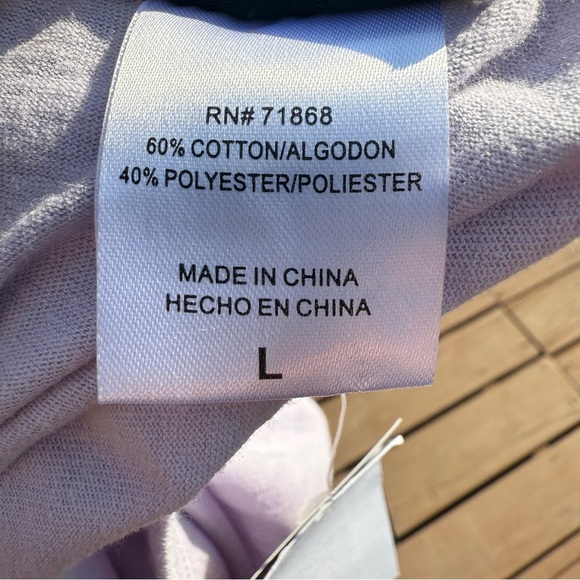 RN# 71868
60% COTTON/ALGODON
40% POLYESTER/POLIESTER
MADE IN CHINA
HECHO EN CHINA
L